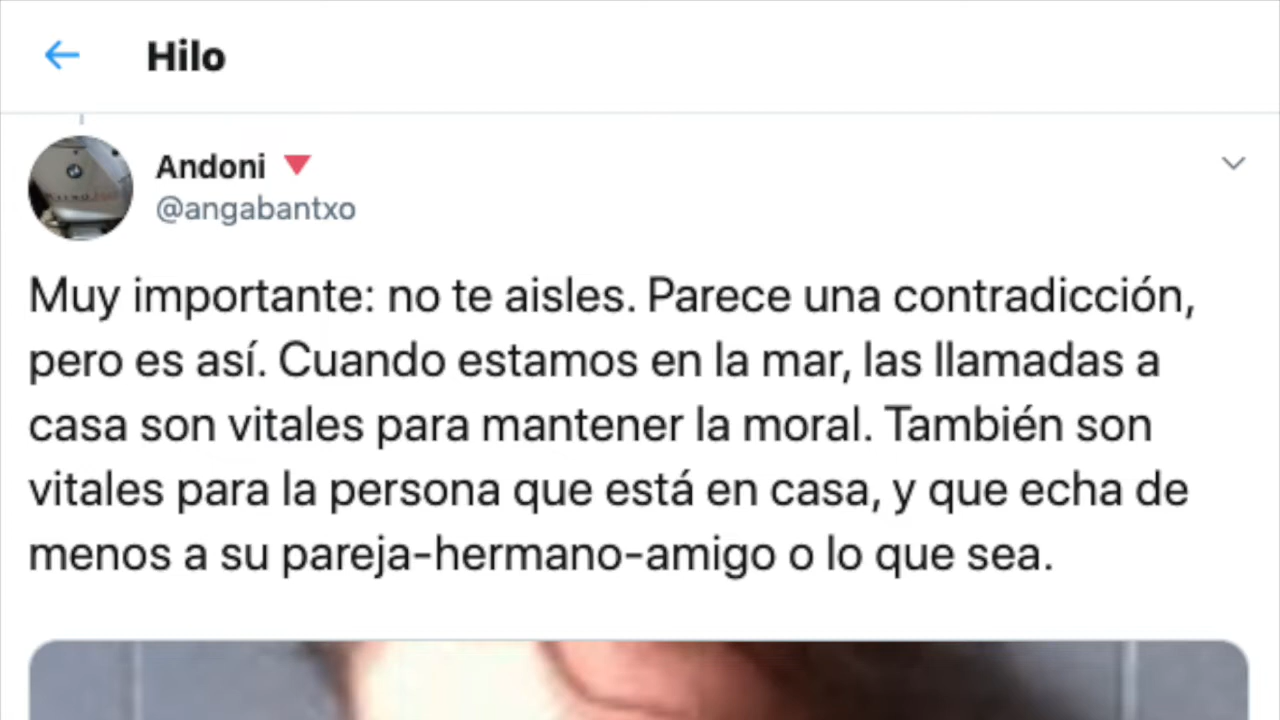 Hilo
Andoni
@angabantxo
Muy importante: no te aisles. Parece una contradicción,
pero es así. Cuando estamos en la mar, las llamadas a
casa son vitales para mantener la moral. También son
vitales para la persona que está en casa, y que echa de
menos a su pareja-hermano-amigo o lo que sea.